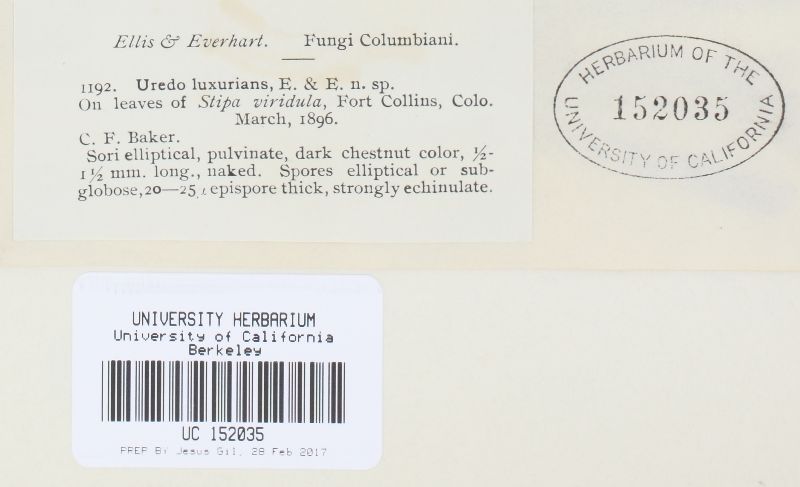 Ellis & Everhart. Fungi Columbiani.
1192. Uredo luxurians, E. & E. n. sp.
On leaves of Stipa viridula, Fort Collins, Colo.
March, 1896.
C. F. Baker.
Sori elliptical, pulvinate, dark chestnut color, ½-
1½ mm. long., naked. Spores elliptical or sub-
globose, 20—25 epispore thick, strongly echinulate.
HERBARIUM OF THE
152035
UNIVERSITY OF CALIFORNIA
UNIVERSITY HERBARIUM
University of California
Berkeley
UC 152035
PREP By Jesus Gil, 28 Feb 2017